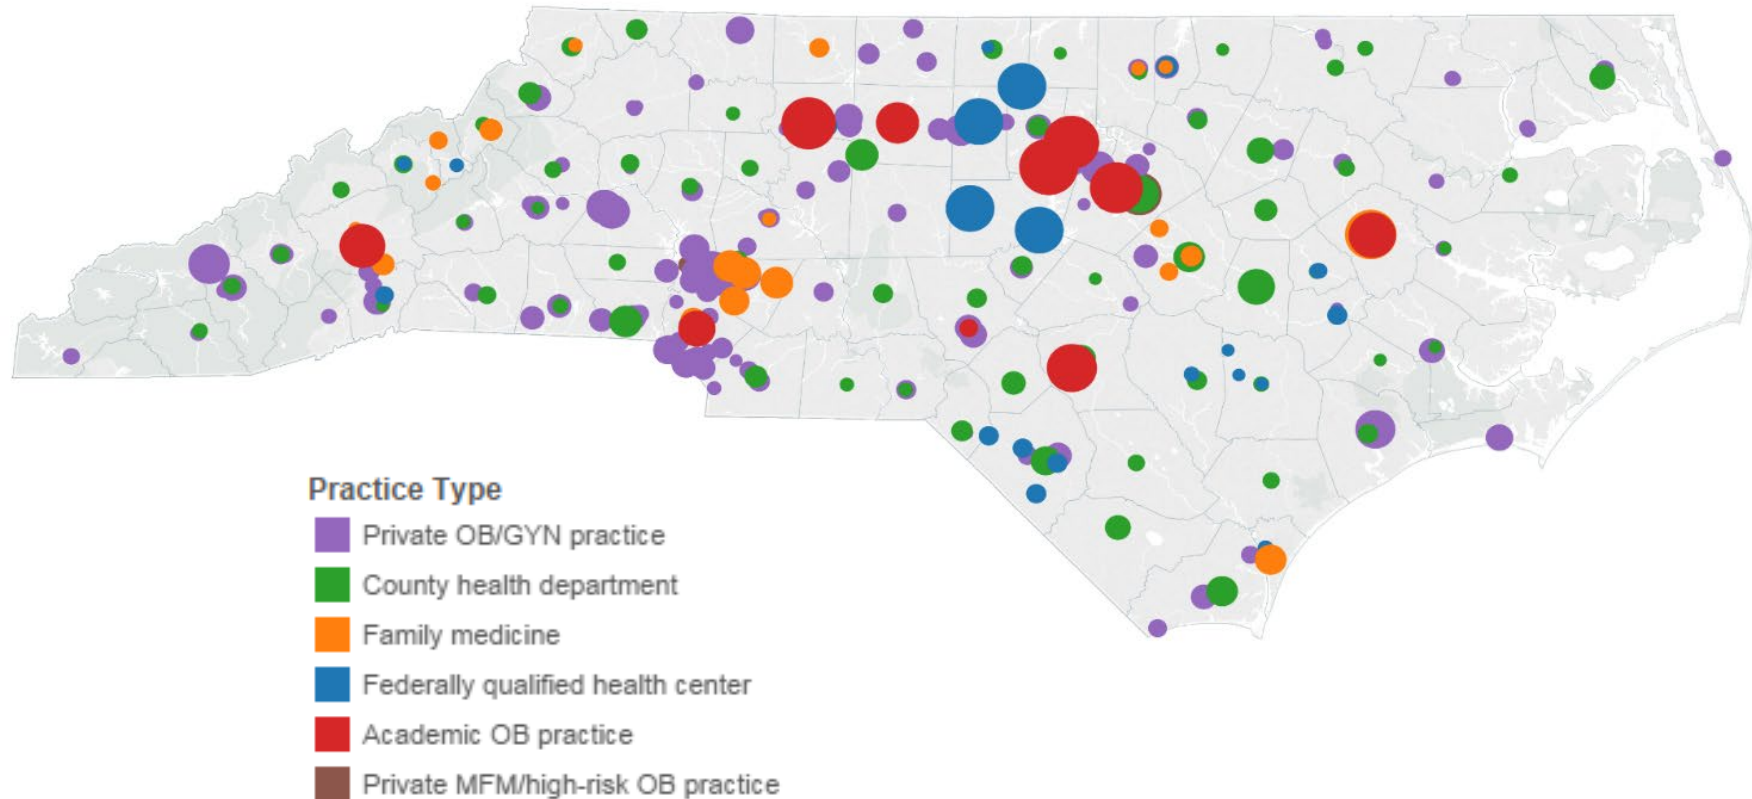 Practice Type
Private OB/GYN practice
County health department
Family medicine
Federally qualified health center
Academic OB practice
Private MFM/high-risk OB practice